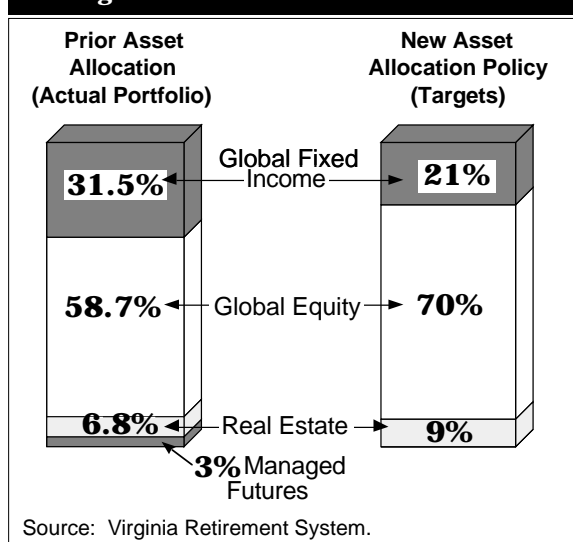 Prior Asset
Allocation
(Actual Portfolio)
New Asset
Allocation Policy
(Targets)
Global Fixed
Income
31.5%
21%
58.7%
Global Equity
70%
6.8%
Real Estate
9%
3% Managed
Futures
Source: Virginia Retirement System.